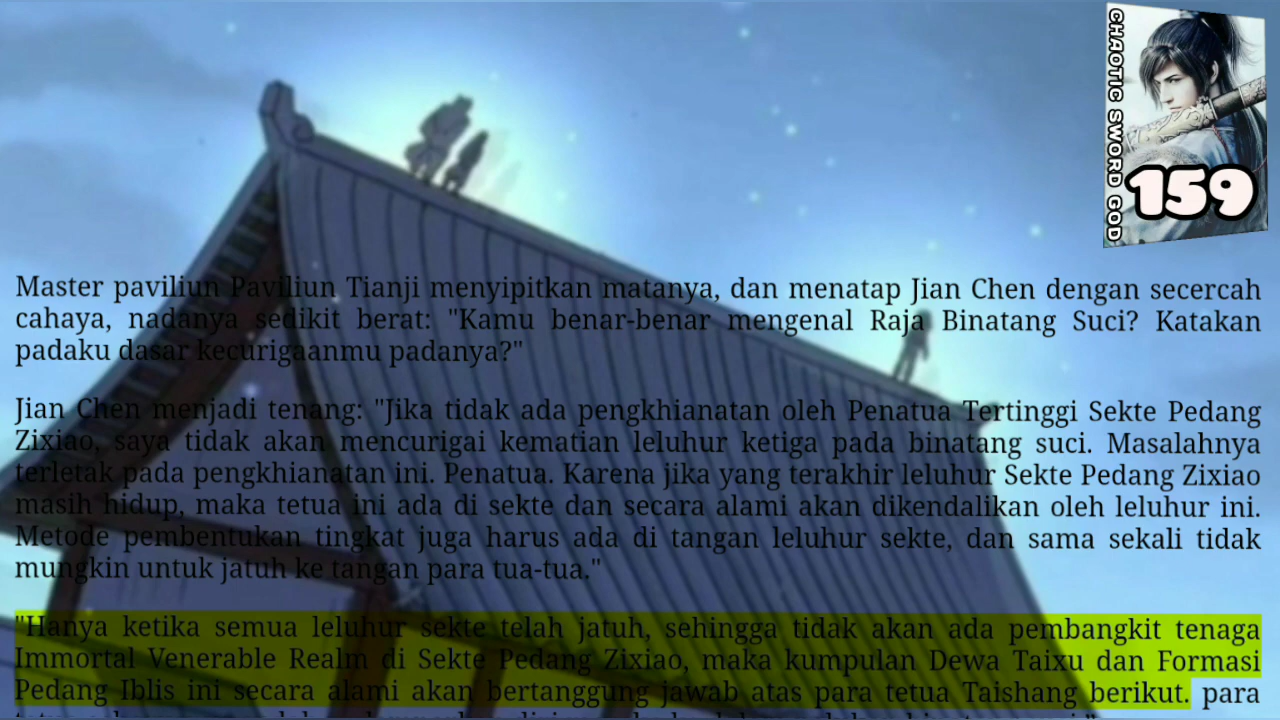 CHAOTIC SWORD GOD
159
Master paviliun Paviliun Tianji menyipitkan matanya, dan menatap Jian Chen dengan secercah
cahaya, nadanya sedikit berat: "Kamu benar-benar mengenal Raja Binatang Suci? Katakan
padaku dasar kecurigaanmu padanya?"
Jian Chen menjadi tenang: "Jika tidak ada pengkhianatan oleh Penatua Tertinggi Sekte Pedang
Zixiao, saya tidak akan mencurigai kematian leluhur ketiga pada binatang suci. Masalahnya
terletak pada pengkhianatan ini. Penatua. Karena jika yang terakhir leluhur Sekte Pedang Zixiao
masih hidup, maka tetua ini ada di sekte dan secara alami akan dikendalikan oleh leluhur ini.
Metode pembentukan tingkat juga harus ada di tangan leluhur sekte, dan sama sekali tidak
mungkin untuk jatuh ke tangan para tua-tua."
"Hanya ketika semua leluhur sekte telah jatuh, sehingga tidak akan ada pembangkit tenaga
Immortal Venerable Realm di Sekte Pedang Zixiao, maka kumpulan Dewa Taixu dan Formasi
Pedang Iblis ini secara alami akan bertanggung jawab atas para tetua Taishang berikut. para